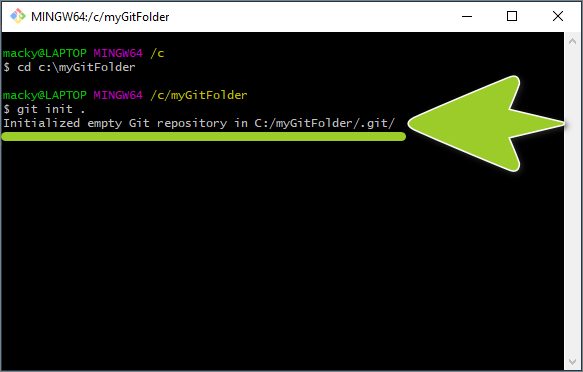 MINGW64:/c/myGitFolder
macky@LAPTOP MINGW64 /c
$ cd c:\myGitFolder
macky@LAPTOP MINGW64 /c/myGitFolder
$ git init .
Initialized empty Git repository in C:/myGitFolder/.git/